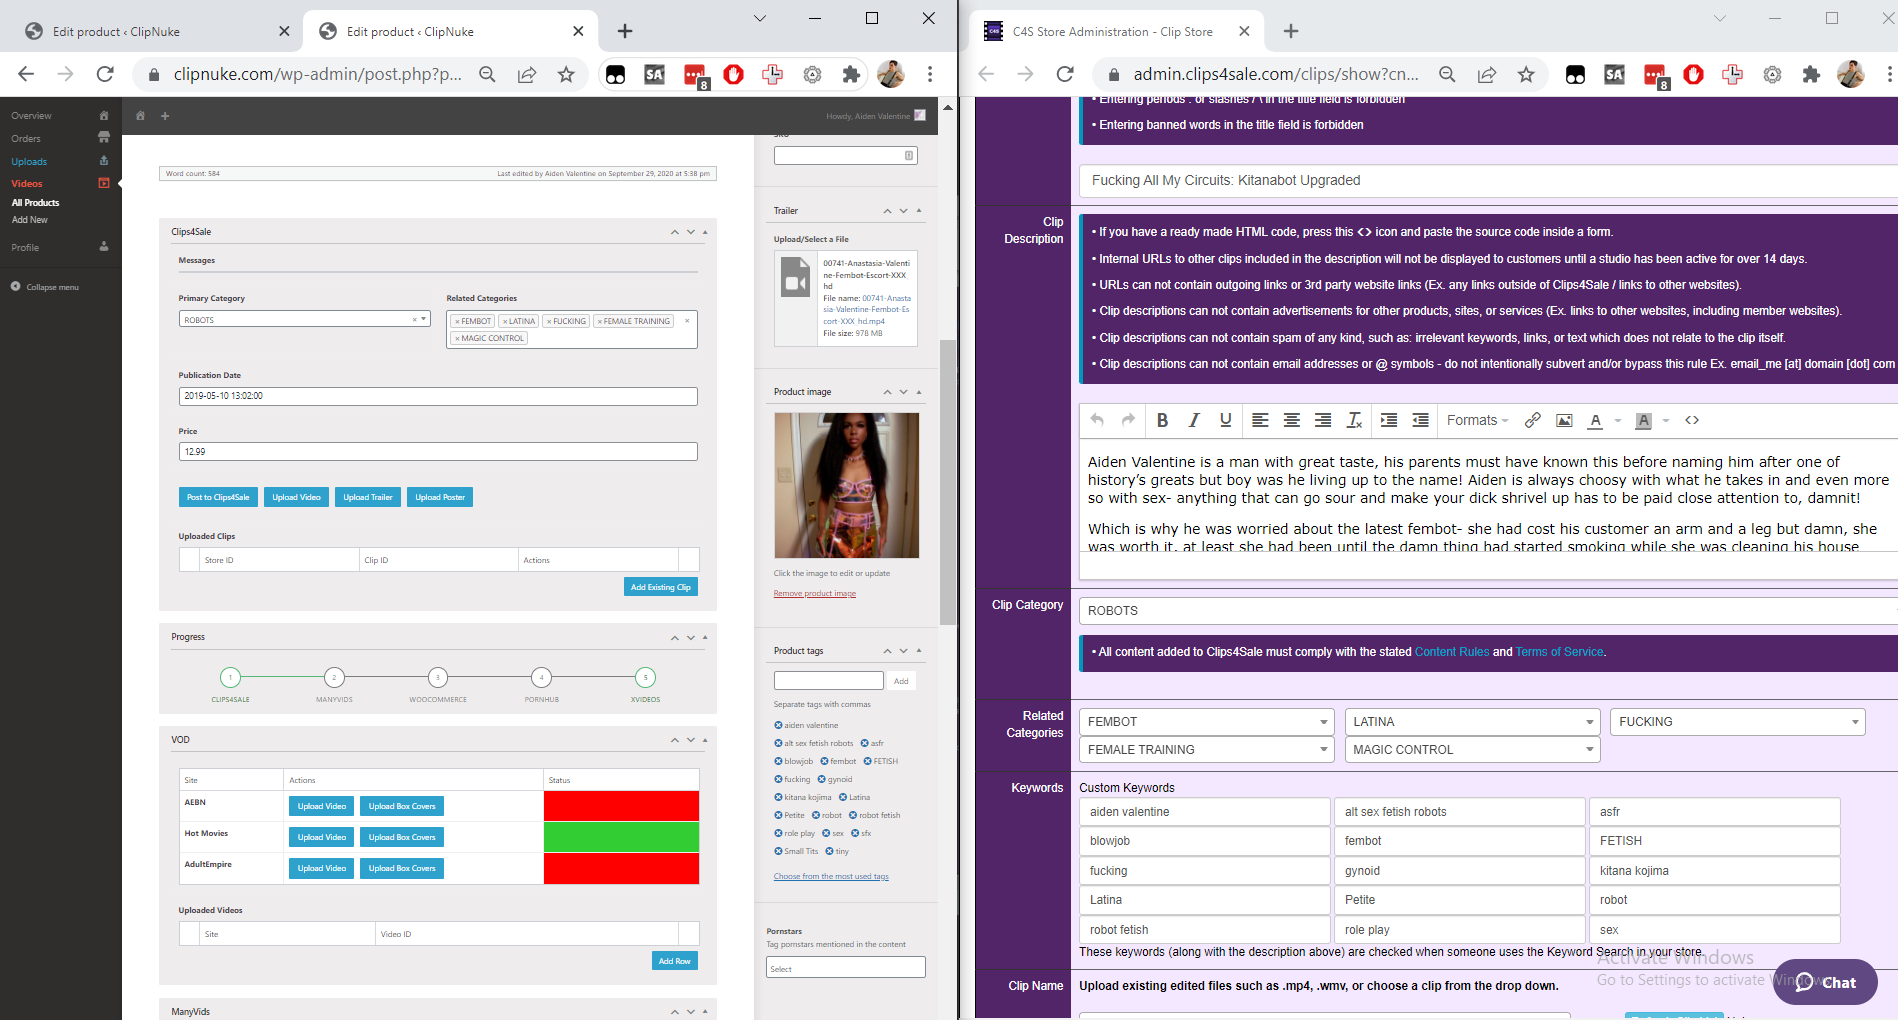 Edit product ‹ ClipNuke
Edit product ‹ ClipNuke
clipnuke.com/wp-admin/post.php?p...
SA
8
Overview
Orders
Uploads
Videos
All Products
Add New
Profile
Collapse menu
Howdy, Aiden Valentine
Word count: 584
Last edited by Aiden Valentine on September 29, 2020 at 5:38 pm
Clips4Sale
Messages
Primary Category
Related Categories
ROBOTS
× FEMBOT × LATINA × FUCKING × FEMALE TRAINING
× MAGIC CONTROL
Publication Date
2019-05-10 13:02:00
Price
12.99
Post to Clips4Sale
Upload Video
Upload Trailer
Upload Poster
Uploaded Clips
Store ID
Clip ID
Actions
Add Existing Clip
Progress
1
2
3
4
5
CLIPS4SALE
MANYVIDS
WOOCOMMERCE
PORNHUB
XVIDEOS
VOD
Site
Actions
Status
AEBN
Upload Video
Upload Box Covers
Hot Movies
Upload Video
Upload Box Covers
AdultEmpire
Upload Video
Upload Box Covers
Uploaded Videos
Site
Video ID
Add Row
ManyVids
SKU
Trailer
Upload/Select a File
00741-Anastasia-Valenti
ne-Fembot-Escort-XXX
hd
File name: 00741-Anasta
sia-Valentine-Fembot-Es
cort-XXX_hd.mp4
File size: 978 MB
Product image
Click the image to edit or update
Remove product image
Product tags
Add
Separate tags with commas
aiden valentine
alt sex fetish robots asfr
blowjob fembot FETISH
fucking gynoid
kitana kojima Latina
Petite robot robot fetish
role play sex sfx
Small Tits tiny
Choose from the most used tags
Pornstars
Tag pornstars mentioned in the content
Select
C4S Store Administration - Clip Store
admin.clips4sale.com/clips/show?cn...
SA
8
• Entering periods . or slashes / \ in the title field is forbidden
• Entering banned words in the title field is forbidden
Fucking All My Circuits: Kitanabot Upgraded
Clip
Description
• If you have a ready made HTML code, press this <> icon and paste the source code inside a form.
• Internal URLs to other clips included in the description will not be displayed to customers until a studio has been active for over 14 days.
• URLs can not contain outgoing links or 3rd party website links (Ex. any links outside of Clips4Sale / links to other websites).
• Clip descriptions can not contain advertisements for other products, sites, or services (Ex. links to other websites, including member websites).
• Clip descriptions can not contain spam of any kind, such as: irrelevant keywords, links, or text which does not relate to the clip itself.
• Clip descriptions can not contain email addresses or @ symbols - do not intentionally subvert and/or bypass this rule Ex. email_me [at] domain [dot] com
B I U
Formats
A
A
<>
Aiden Valentine is a man with great taste, his parents must have known this before naming him after one of
history's greats but boy was he living up to the name! Aiden is always choosy with what he takes in and even more
so with sex- anything that can go sour and make your dick shrivel up has to be paid close attention to, damnit!
Which is why he was worried about the latest fembot- she had cost his customer an arm and a leg but damn, she
was worth it, at least she had been until the damn thing had started smoking while she was cleaning his house
Clip Category
ROBOTS
• All content added to Clips4Sale must comply with the stated Content Rules and Terms of Service.
Related
Categories
FEMBOT
LATINA
FUCKING
FEMALE TRAINING
MAGIC CONTROL
Keywords
Custom Keywords
aiden valentine
alt sex fetish robots
asfr
blowjob
fembot
FETISH
fucking
gynoid
kitana kojima
Latina
Petite
robot
robot fetish
role play
sex
These keywords (along with the description above) are checked when someone uses the Keyword Search in your store.
Activate Windows
Go to Settings to activate Windows.
Chat
Clip Name
Upload existing edited files such as .mp4, .wmv, or choose a clip from the drop down.